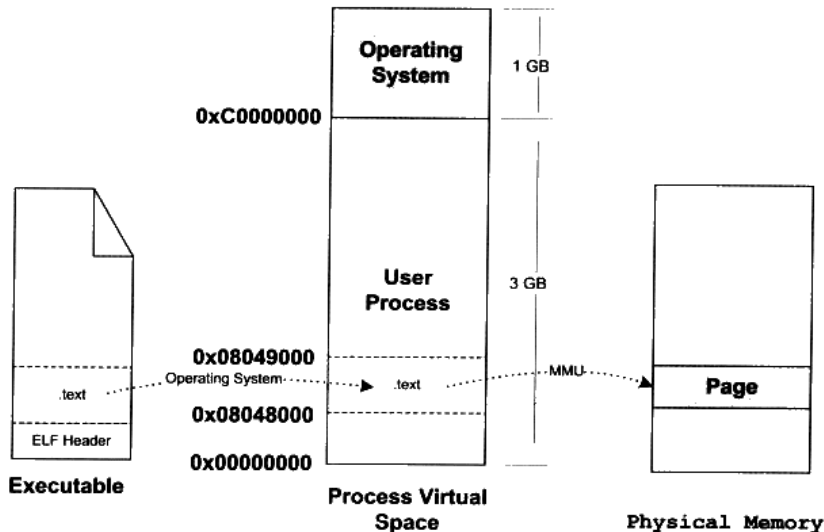 Operating
System
1 GB
0xC0000000
User
Process
3 GB
0x08049000
.text
Operating System
.text
MMU
Page
0x08048000
ELF Header
0x00000000
Executable
Process Virtual
Space
Physical Memory